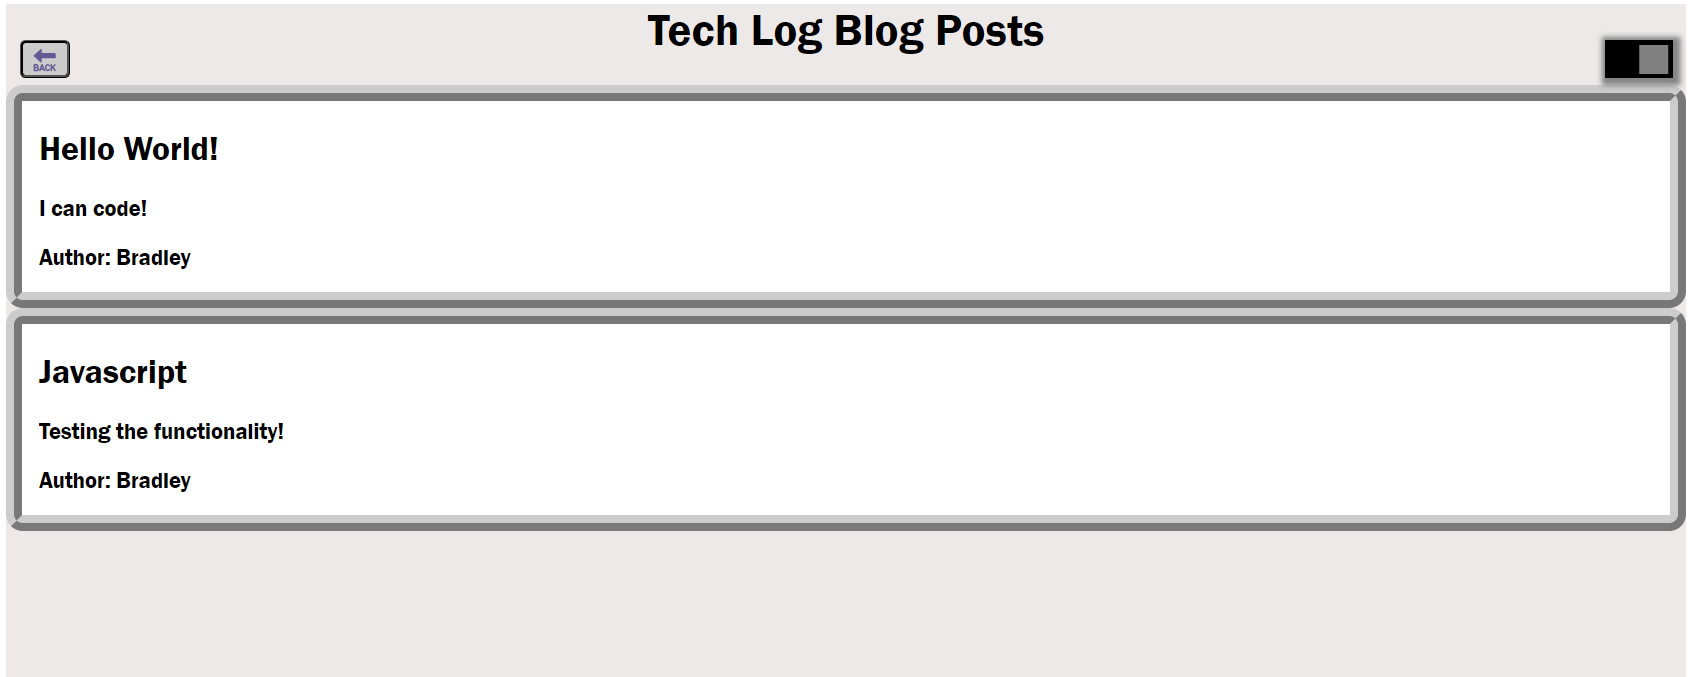 Tech Log Blog Posts
BACK
Hello World!
I can code!
Author: Bradley
Javascript
Testing the functionality!
Author: Bradley